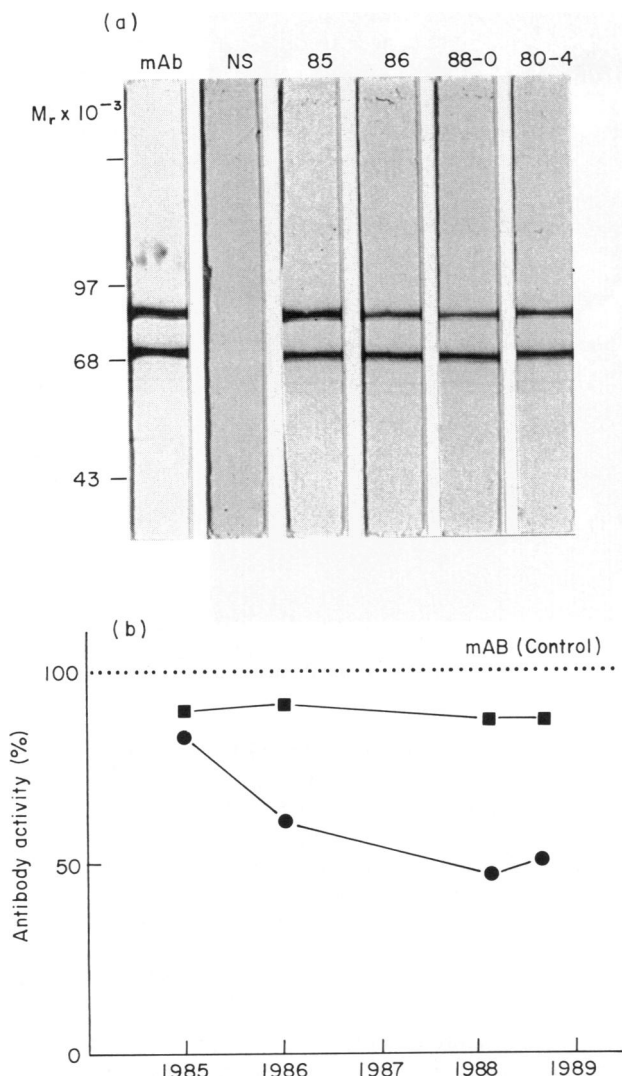 (a)
mAb NS 85 86 88-0 80-4
Mr x 10-3
97
68
43
(b)
mAB (Control)
100
50
0
Antibody activity (%)
1985 1986 1987 1988 1989